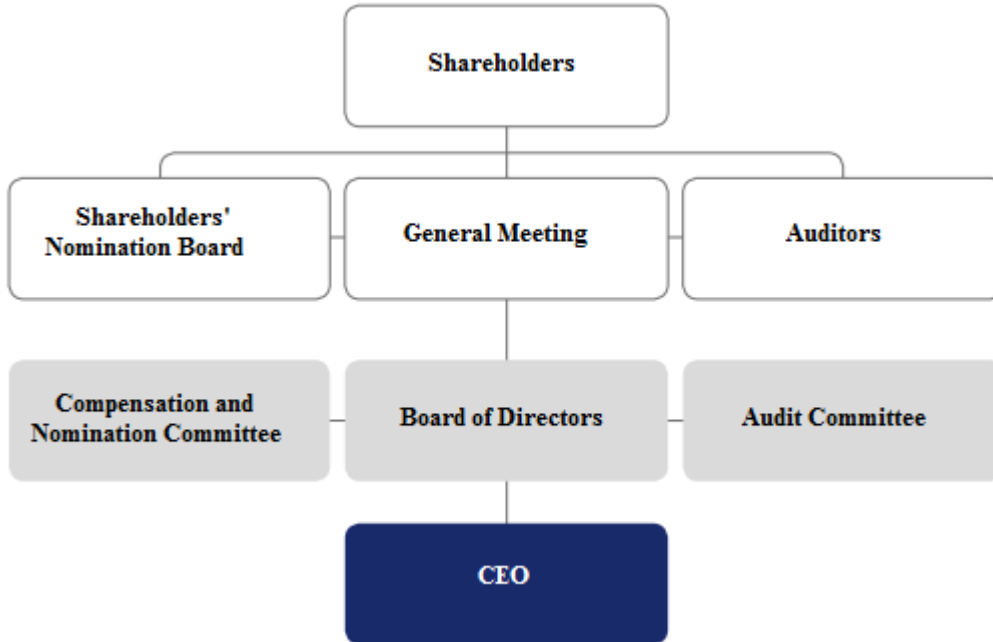 Shareholders
Shareholders'
Nomination Board
General Meeting
Auditors
Compensation and
Nomination Committee
Board of Directors
Audit Committee
CEO